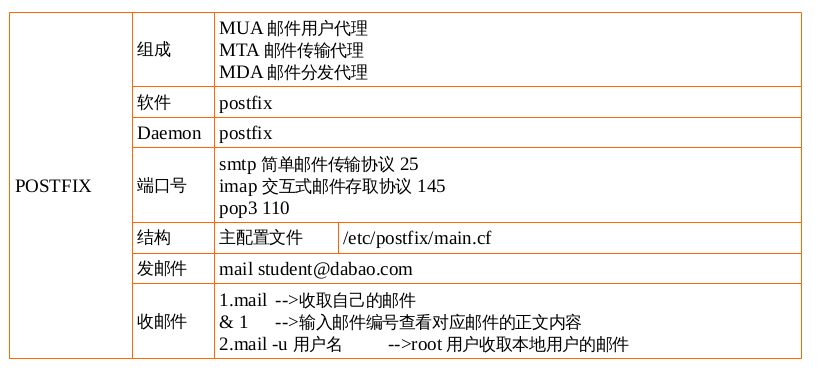 POSTFIX
组成
MUA 邮件用户代理
MTA 邮件传输代理
MDA 邮件分发代理
软件
postfix
Daemon
postfix
端口号
smtp 简单邮件传输协议 25
imap 交互式邮件存取协议 145
pop3 110
结构
主配置文件
/etc/postfix/main.cf
发邮件
mail student@dabao.com
收邮件
1.mail -->收取自己的邮件
& 1 -->输入邮件编号查看对应邮件的正文内容
2.mail -u 用户名 -->root 用户收取本地用户的邮件